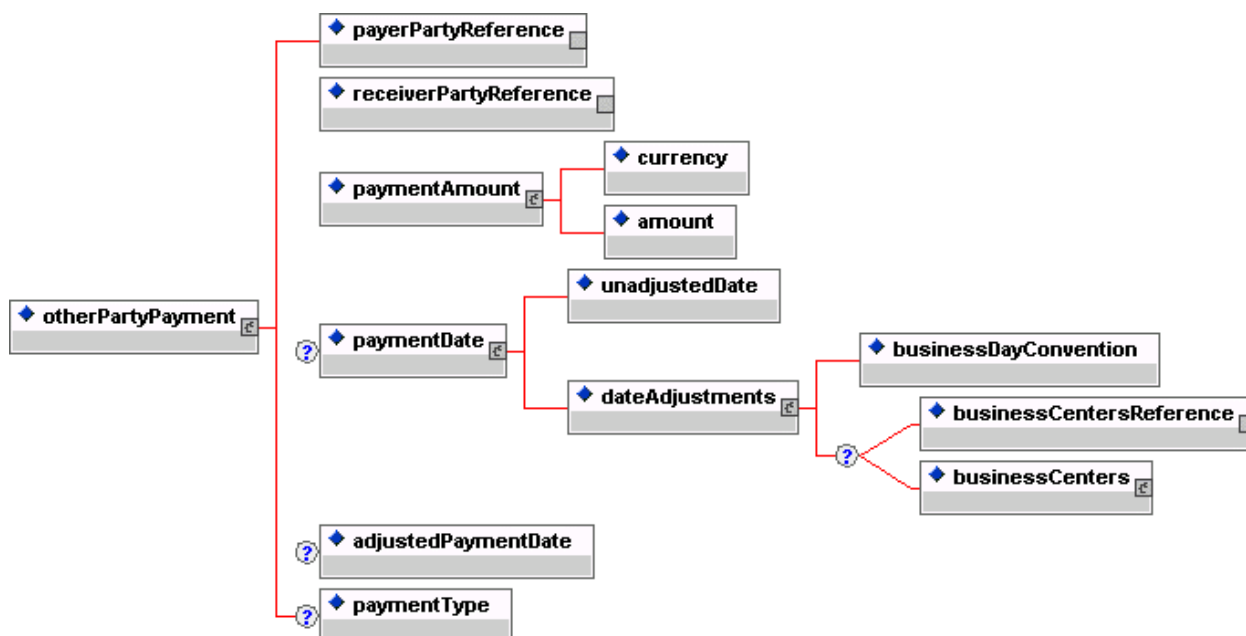 payerPartyReference
receiverPartyReference
currency
paymentAmount
amount
unadjustedDate
otherPartyPayment
? paymentDate
businessDayConvention
dateAdjustments
businessCentersReference
?
businessCenters
? adjustedPaymentDate
? paymentType